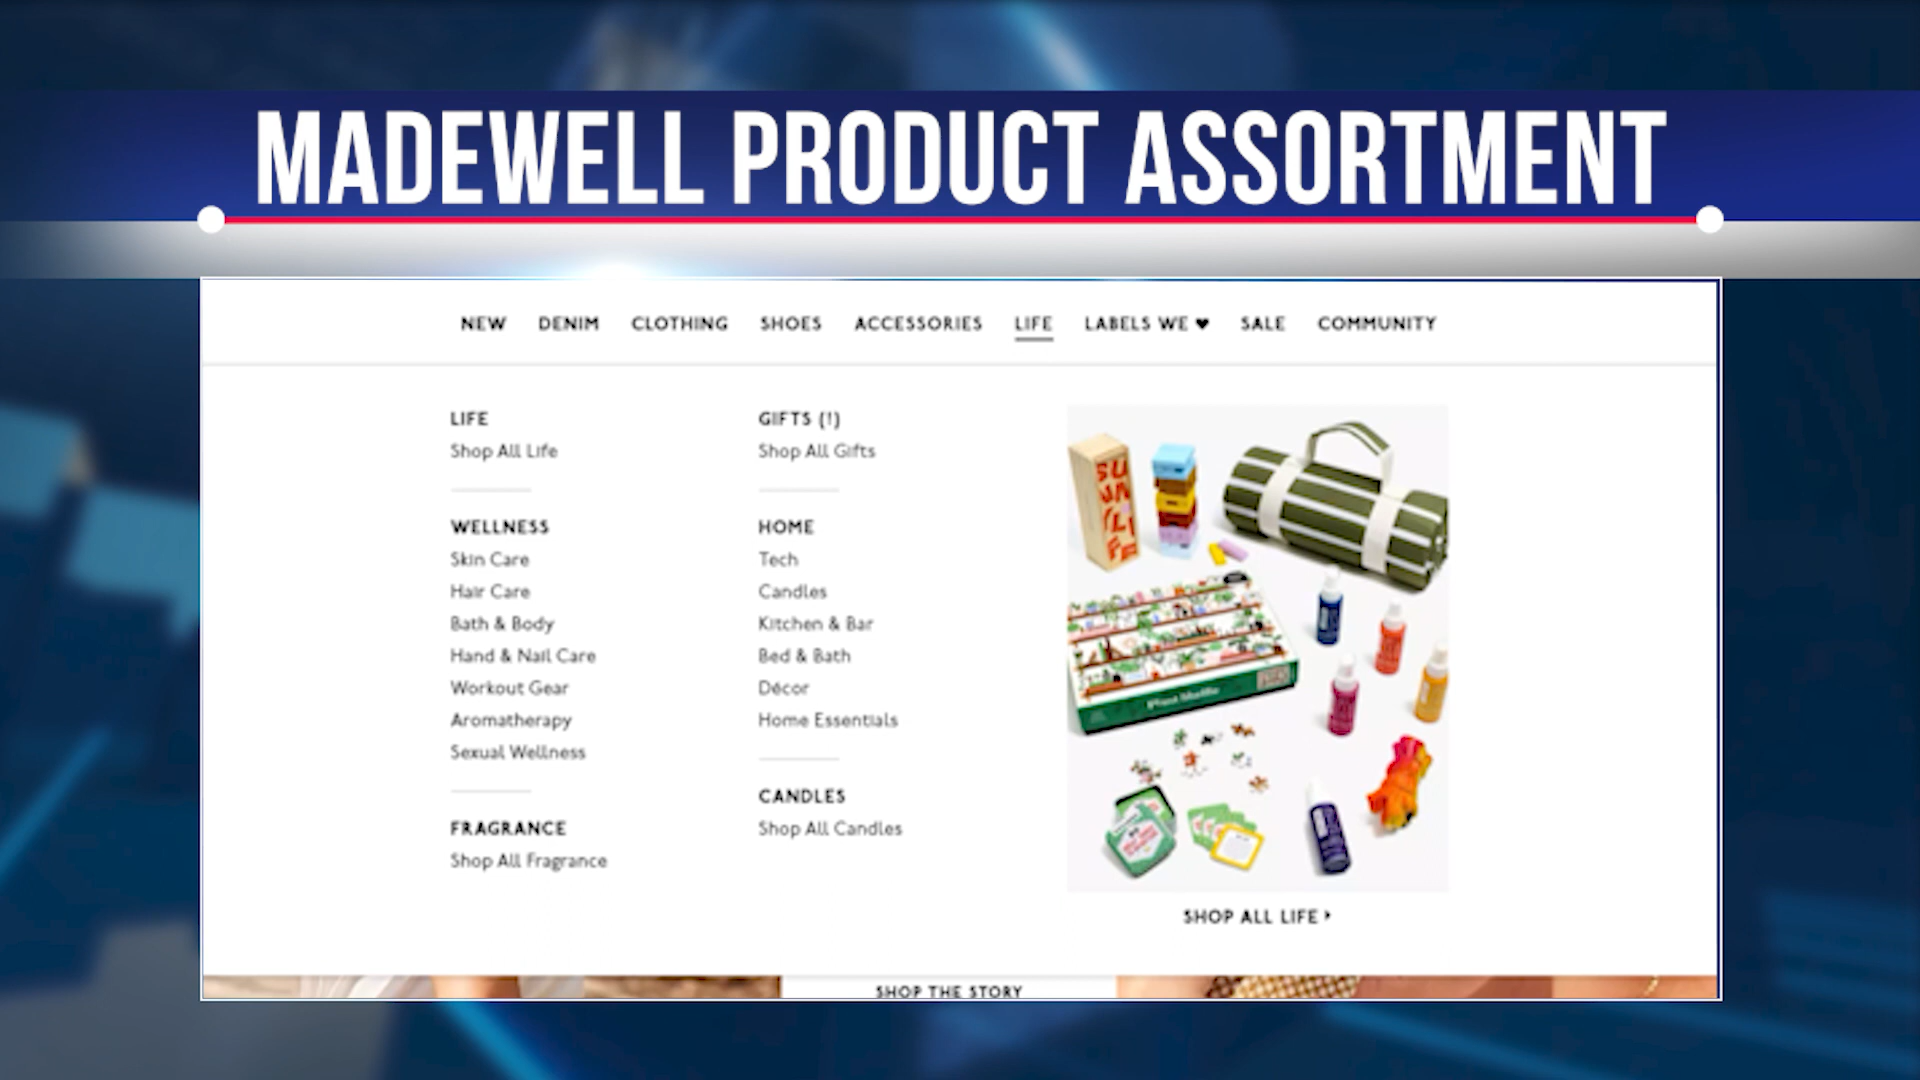 MADEWELL PRODUCT ASSORTMENT
NEW DENIM CLOTHING SHOES ACCESSORIES LIFE LABELS WE ♥ SALE COMMUNITY
LIFE
Shop All Life
WELLNESS
Skin Care
Hair Care
Bath & Body
Hand & Nail Care
Workout Gear
Aromatherapy
Sexual Wellness
FRAGRANCE
Shop All Fragrance
GIFTS (!)
Shop All Gifts
HOME
Tech
Candles
Kitchen & Bar
Bed & Bath
Décor
Home Essentials
CANDLES
Shop All Candles
Plant Shelfie
SHOP ALL LIFE
SHOP THE STORY